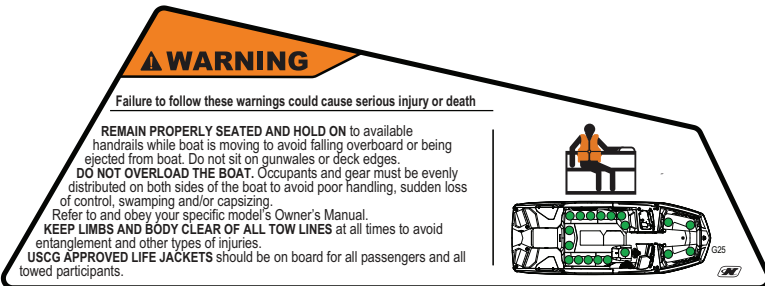 WARNING
Failure to follow these warnings could cause serious injury or death
REMAIN PROPERLY SEATED AND HOLD ON to available
handrails while boat is moving to avoid falling overboard or being
ejected from boat. Do not sit on gunwales or deck edges.
DO NOT OVERLOAD THE BOAT. Occupants and gear must be evenly
distributed on both sides of the boat to avoid poor handling, sudden loss
of control, swamping and/or capsizing.
Refer to and obey your specific model's Owner's Manual.
KEEP LIMBS AND BODY CLEAR OF ALL TOW LINES at all times to avoid
entanglement and other types of injuries.
USCG APPROVED LIFE JACKETS should be on board for all passengers and all
towed participants.
G25